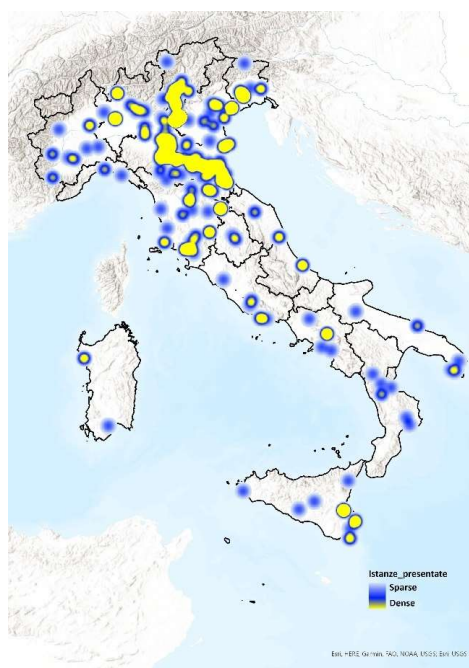 Istanze_presentate
Sparse
Dense
Esri, HERE, Garmin, FAO, NOAA, USGS; Esri, USGS